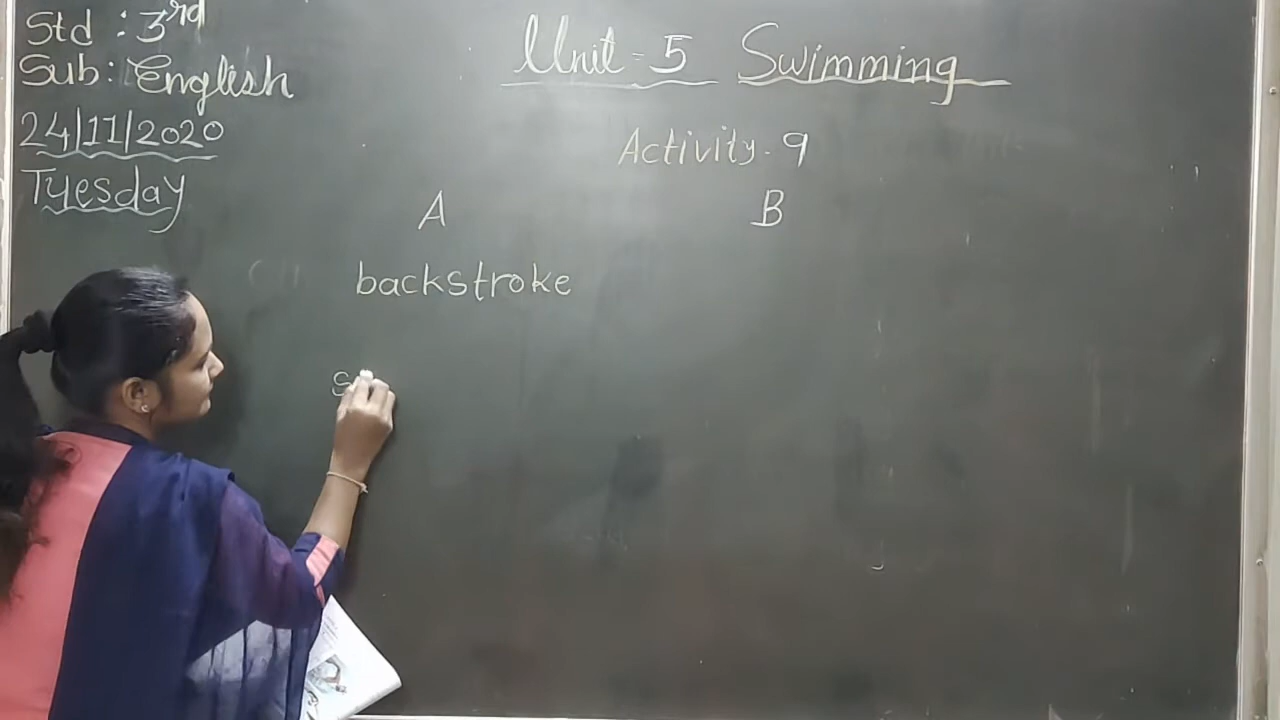 Std : 3rd
Sub: English
24/11/2020
Tuesday
Unit - 5 Swimming
Activity - 9
A B
backstroke
s